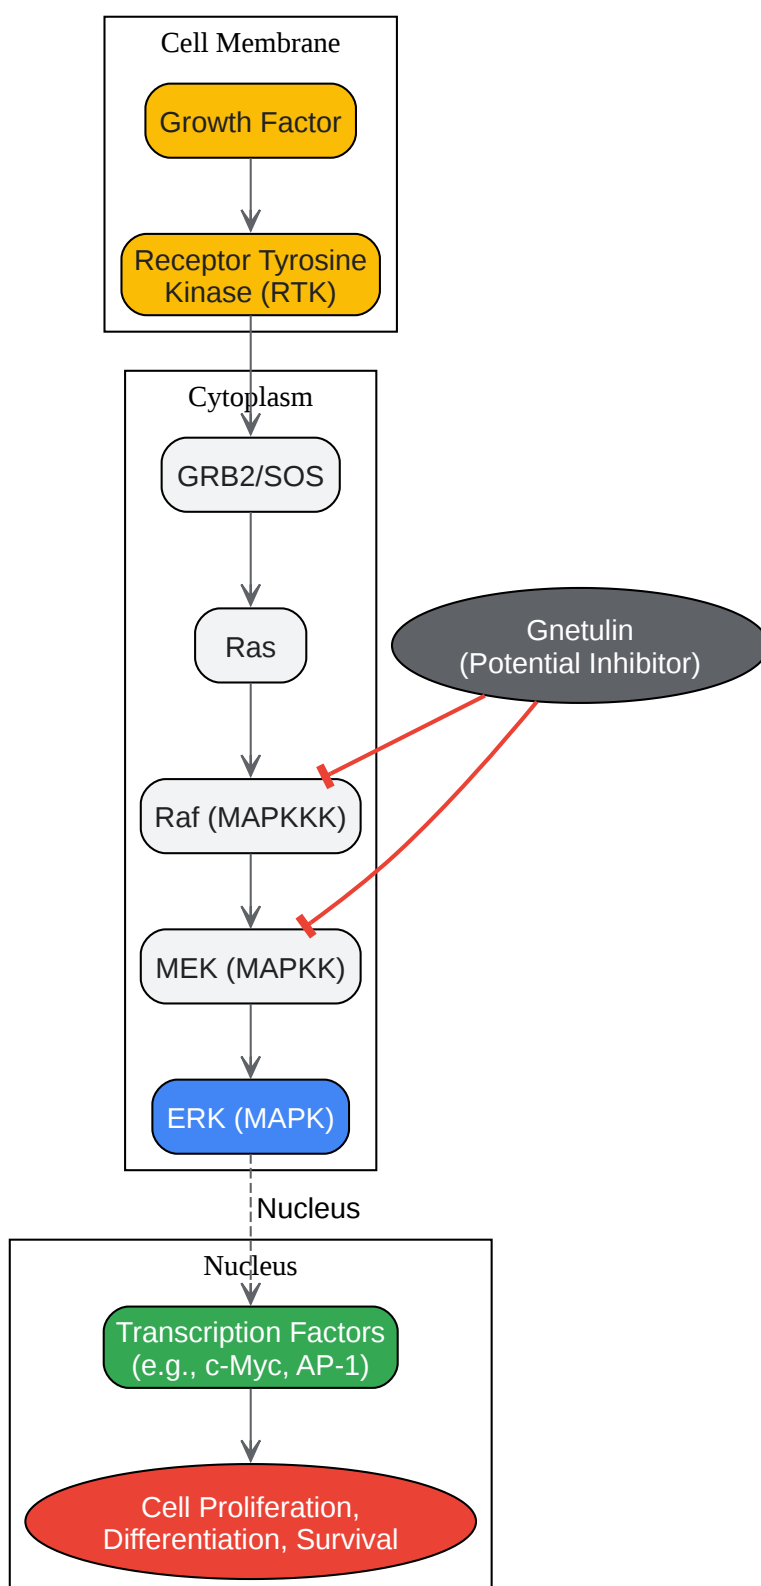 Cell Membrane
Growth Factor
Receptor Tyrosine
Kinase (RTK)
Cytoplasm
GRB2/SOS
Ras
Gnetulin
(Potential Inhibitor)
Raf (MAPKKK)
MEK (MAPKK)
ERK (MAPK)
Nucleus
Nucleus
Transcription Factors
(e.g., c-Myc, AP-1)
Cell Proliferation,
Differentiation, Survival